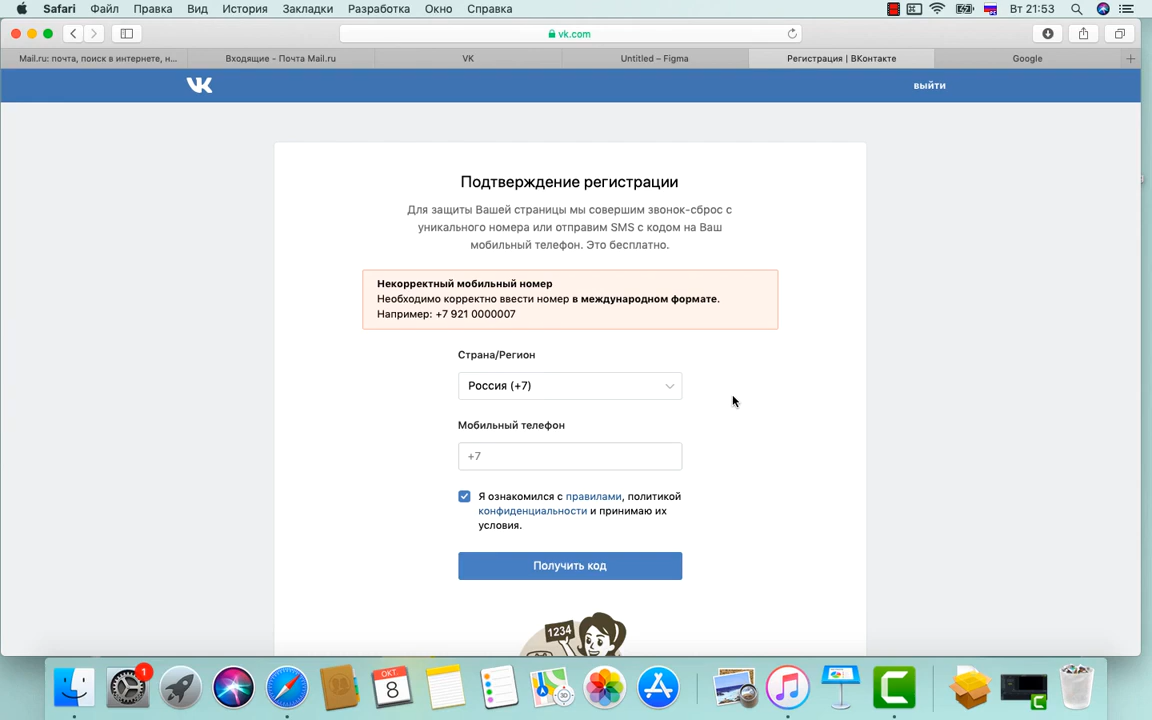 Safari Файл Правка Вид История Закладки Разработка Окно Справка Вт 21:53
vk.com
Mail.ru: почта, поиск в интернете, н... Входящие – Почта Mail.ru VK Untitled – Figma Регистрация | ВКонтакте Google
выйти
Подтверждение регистрации
Для защиты Вашей страницы мы совершим звонок-сброс с
уникального номера или отправим SMS с кодом на Ваш
мобильный телефон. Это бесплатно.
Некорректный мобильный номер
Необходимо корректно ввести номер в международном формате.
Например: +7 921 0000007
Страна/Регион
Россия (+7)
Мобильный телефон
+7
Я ознакомился с правилами, политикой
конфиденциальности и принимаю их
условия.
Получить код
1234
1
ОКТ
8
3D